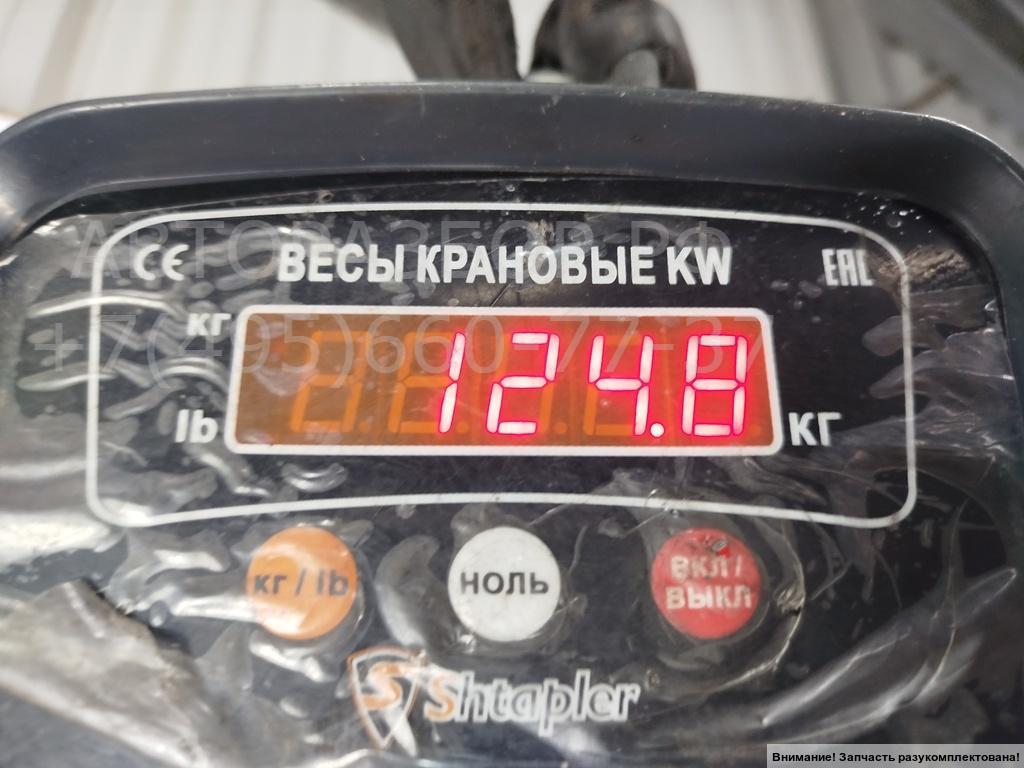 АВТОРАЗБОР.РФ
CE ВЕСЫ КРАНОВЫЕ KW EAC
+7(495)660-77-37
кг
124.8
lb
КГ
кг / lb
НОЛЬ
ВКЛ /
ВЫКЛ
S Shtapler
Внимание! Запчасть разукомплектована!